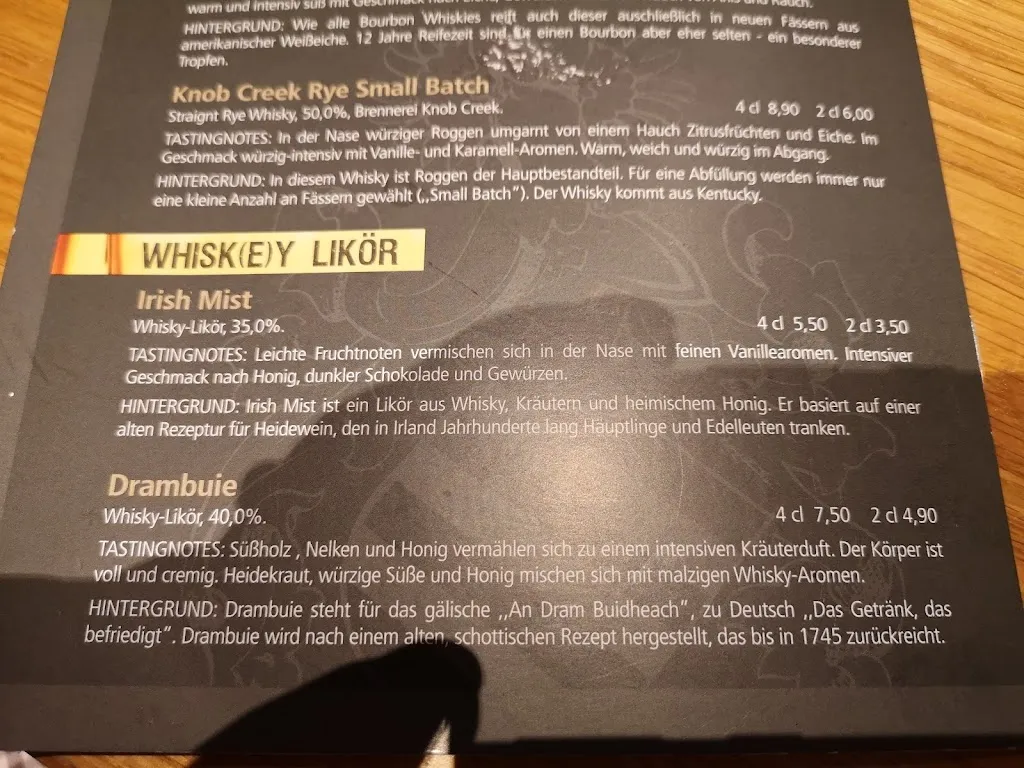 warm und intensiv süß mit Geschmack nach
HINTERGRUND: Wie alle Bourbon Whiskies reift auch dieser auschließlich in neuen Fässern aus
amerikanischer Weißeiche. 12 Jahre Reifezeit sind für einen Bourbon aber eher selten - ein besonderer
Tropfen.
Knob Creek Rye Small Batch
Straignt Rye Whisky, 50,0%, Brennerei Knob Creek. 4 cl 8,90 2 cl 6,00
TASTINGNOTES: In der Nase würziger Roggen umgarnt von einem Hauch Zitrusfrüchten und Eiche. Im
Geschmack würzig-intensiv mit Vanille- und Karamell-Aromen. Warm, weich und würzig im Abgang.
HINTERGRUND: In diesem Whisky ist Roggen der Hauptbestandteil. Für eine Abfüllung werden immer nur
eine kleine Anzahl an Fässern gewählt („Small Batch"). Der Whisky kommt aus Kentucky.
WHISK(E)Y LIKÖR
Irish Mist
Whisky-Likör, 35,0%. 4 cl 5,50 2 cl 3,50
TASTINGNOTES: Leichte Fruchtnoten vermischen sich in der Nase mit feinen Vanillearomen. Intensiver
Geschmack nach Honig, dunkler Schokolade und Gewürzen.
HINTERGRUND: Irish Mist ist ein Likör aus Whisky, Kräutern und heimischem Honig. Er basiert auf einer
alten Rezeptur für Heidewein, den in Irland Jahrhunderte lang Häuptlinge und Edelleuten tranken.
Drambuie
Whisky-Likör, 40,0%. 4 cl 7,50 2 cl 4,90
TASTINGNOTES: Süßholz , Nelken und Honig vermählen sich zu einem intensiven Kräuterduft. Der Körper ist
voll und cremig. Heidekraut, würzige Süße und Honig mischen sich mit malzigen Whisky-Aromen.
HINTERGRUND: Drambuie steht für das gälische „An Dram Buidheach", zu Deutsch „Das Getränk, das
befriedigt". Drambuie wird nach einem alten, schottischen Rezept hergestellt, das bis in 1745 zurückreicht.